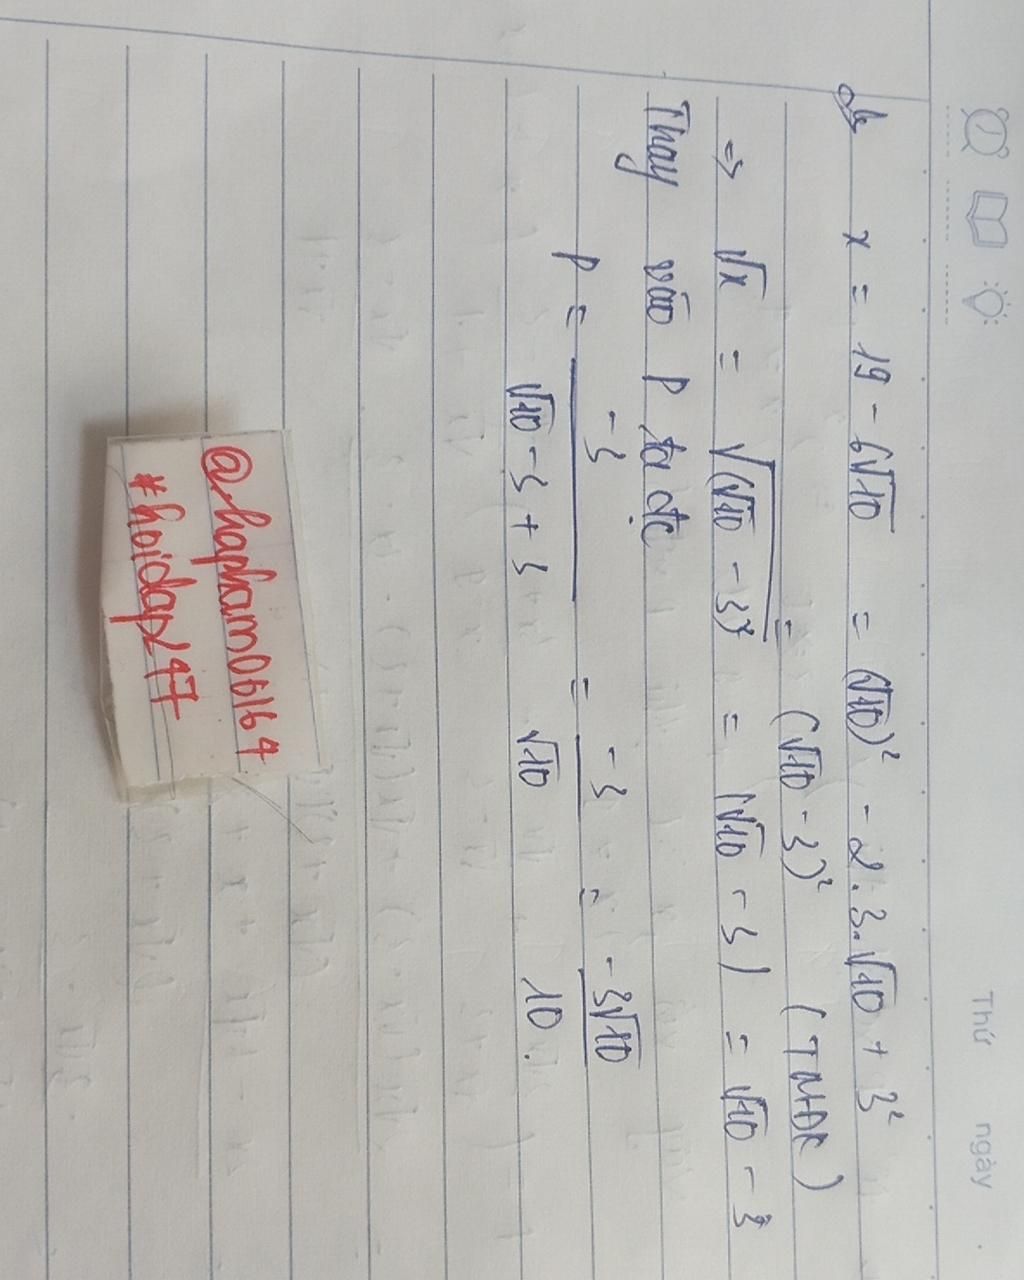 Thứ ngày .
b, x = 19 - 6√10 = (√10)² - 2.3.√10 + 3²
= (√10 - 3)² (TMĐK)
=> √x = √(√10 - 3)² = |√10 - 3| = √10 - 3
Thay vào P ta đc
P = -3 / (√10 - 3 + 3) = -3 / √10 = -3√10 / 10.
@hapham06164
#hoidap247